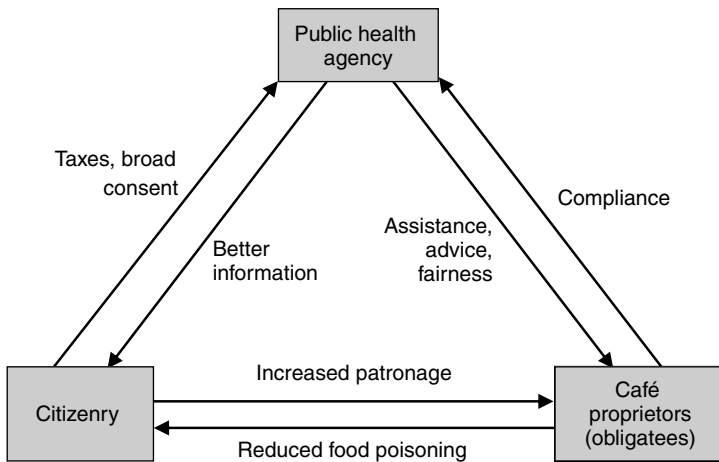 Public health
agency
Taxes, broad
consent
Compliance
Assistance,
advice,
fairness
Better
information
Increased patronage
Citizenry
Café
proprietors
(obligatees)
Reduced food poisoning